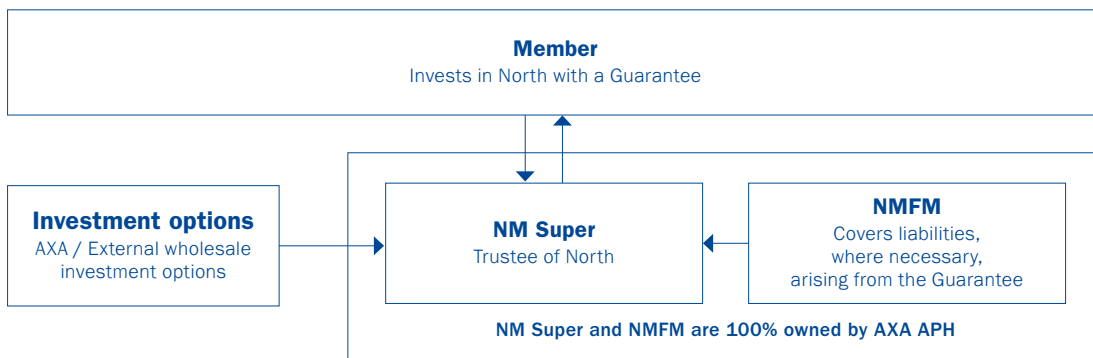 Member
Invests in North with a Guarantee
Investment options
AXA / External wholesale
investment options
NM Super
Trustee of North
NMFM
Covers liabilities,
where necessary,
arising from the Guarantee
NM Super and NMFM are 100% owned by AXA APH